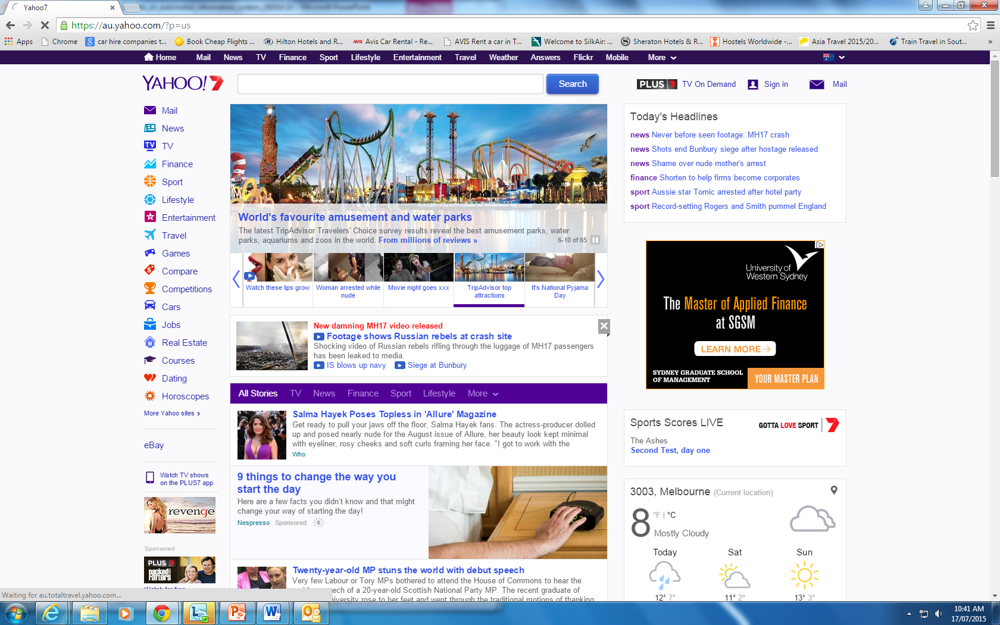 Yahoo7
https://au.yahoo.com/?p=us
Apps
Chrome
car hire companies t...
Book Cheap Flights ...
Hilton Hotels and R...
AVIS
Avis Car Rental - Re...
AVIS Rent a car in T...
Welcome to SilkAir: ...
Sheraton Hotels & R...
Hostels Worldwide -...
Asia Travel 2015/20...
Train Travel in Sout...
»
Home Mail News TV Finance Sport Lifestyle Entertainment Travel Weather Answers Flickr Mobile More
YAHOO!7
Search
PLUS7 TV On Demand
Sign in
Mail
Mail
News
TV
TV
Finance
Sport
Lifestyle
Entertainment
Travel
Games
Compare
Competitions
Cars
Jobs
Real Estate
Courses
Dating
Horoscopes
More Yahoo sites ›
eBay
Watch TV shows
on the PLUS7 app
revenge
Sponsored
PLUS7
packed
to the
rafters
World's favourite amusement and water parks
The latest TripAdvisor Travelers' Choice survey results reveal the best amusement parks, water
parks, aquariums and zoos in the world. From millions of reviews »
6-10 of 65
Watch these lips grow
Woman arrested while
nude
Movie night goes xxx
TripAdvisor top
attractions
It's National Pyjama
Day
New damning MH17 video released
Footage shows Russian rebels at crash site
Shocking video of Russian rebels rifling through the luggage of MH17 passengers
has been leaked to media.
IS blows up navy
Siege at Bunbury
All Stories TV News Finance Sport Lifestyle More
Salma Hayek Poses Topless in 'Allure' Magazine
Get ready to pull your jaws off the floor, Salma Hayek fans. The actress-producer dolled
up and posed nearly nude for the August issue of Allure, her beauty look kept minimal
with eyeliner, rosy cheeks and soft curls framing her face. "I got to work with the
Who
9 things to change the way you
start the day
Here are a few facts you didn't know and that might
change your way of starting the day!
Nespresso Sponsored
Twenty-year-old MP stuns the world with debut speech
Very few Labour or Tory MPs bothered to attend the House of Commons to hear the
speech of a 20-year-old Scottish National Party MP. The recent graduate of
University rose to her feet and went through the traditional motions of thanking
Today's Headlines
news Never before seen footage: MH17 crash
news Shots end Bunbury siege after hostage released
news Shame over nude mother's arrest
finance Shorten to help firms become corporates
sport Aussie star Tomic arrested after hotel party
sport Record-setting Rogers and Smith pummel England
University of
Western Sydney
The Master of Applied Finance
at SGSM
LEARN MORE →
SYDNEY GRADUATE SCHOOL
OF MANAGEMENT
YOUR MASTER PLAN
Sports Scores LIVE
GOTTA LOVE SPORT 7
The Ashes
Second Test, day one
3003, Melbourne (Current location)
8 °F | °C
Mostly Cloudy
Today Sat Sun
12° 7° 11° 2° 13° 3°
Waiting for au.totaltravel.yahoo.com...
10:41 AM
17/07/2015